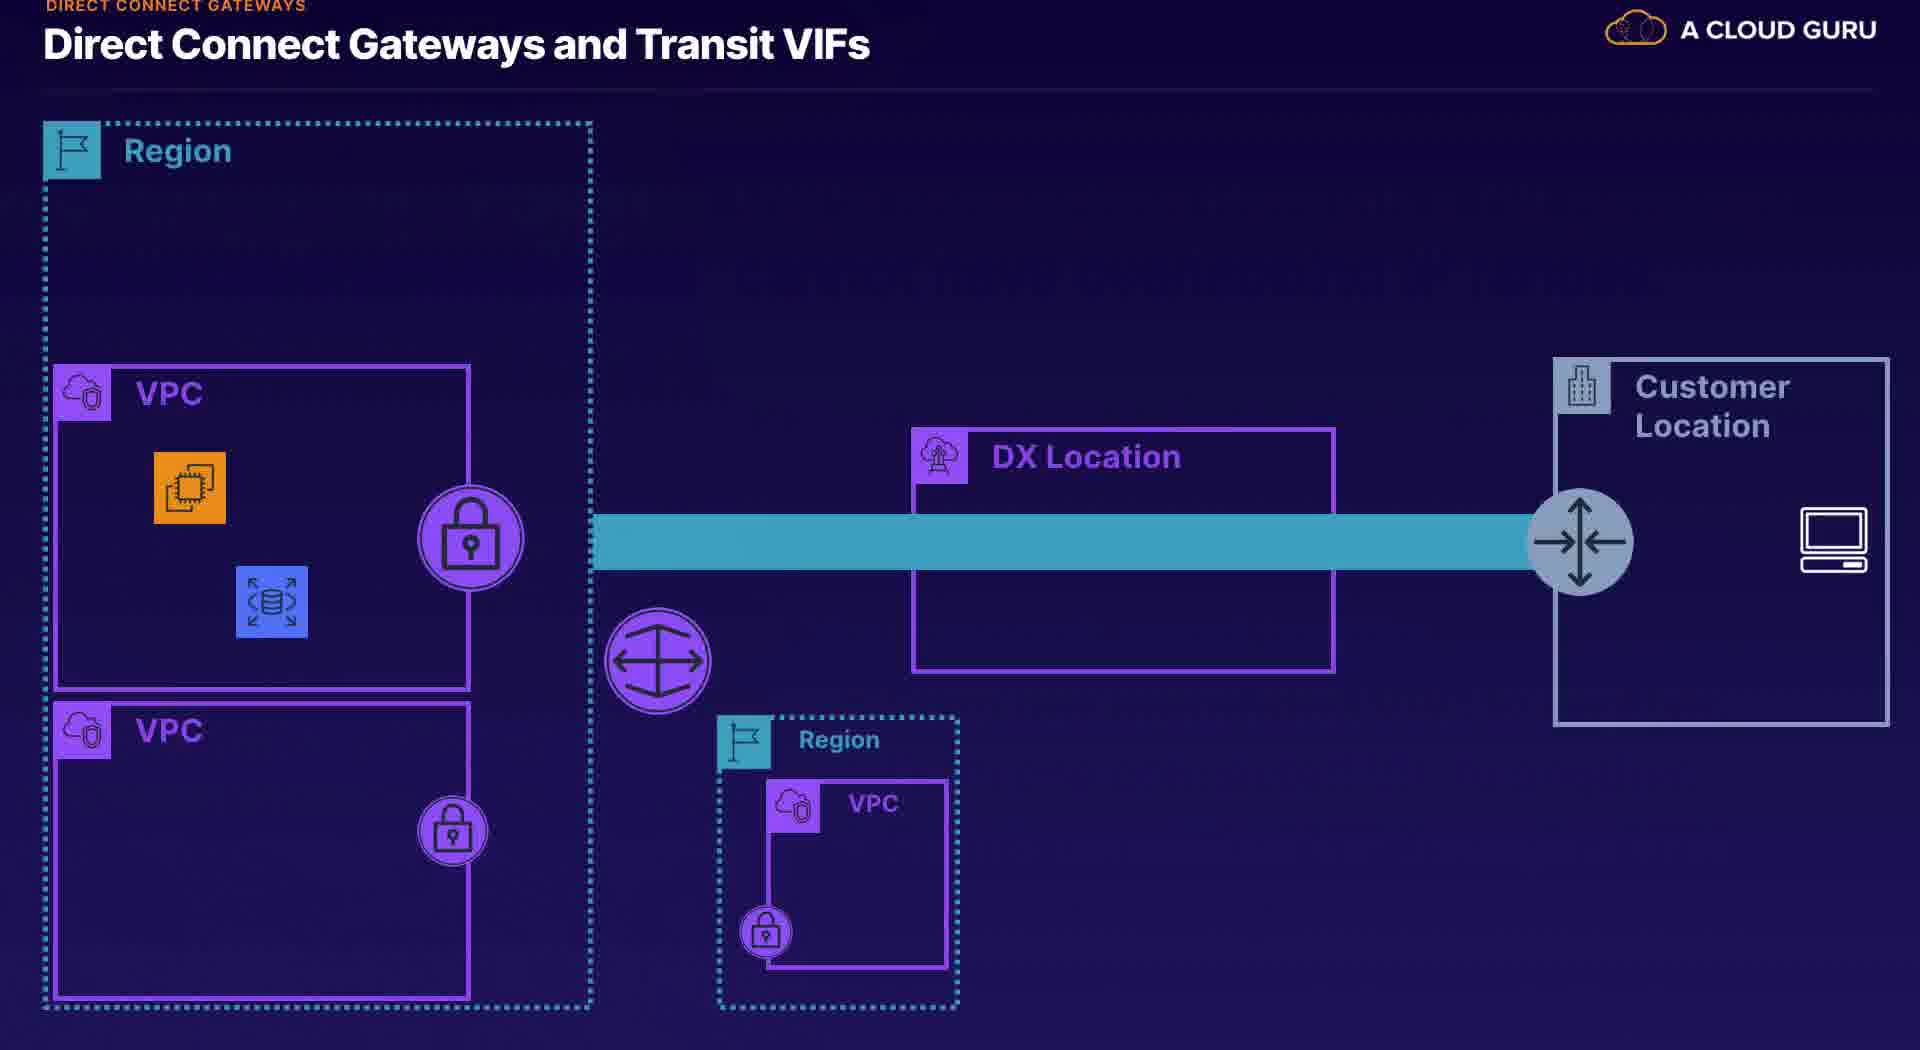 DIRECT CONNECT GATEWAYS
Direct Connect Gateways and Transit VIFs
A CLOUD GURU
Region
VPC
VPC
DX Location
Customer
Location
Region
VPC